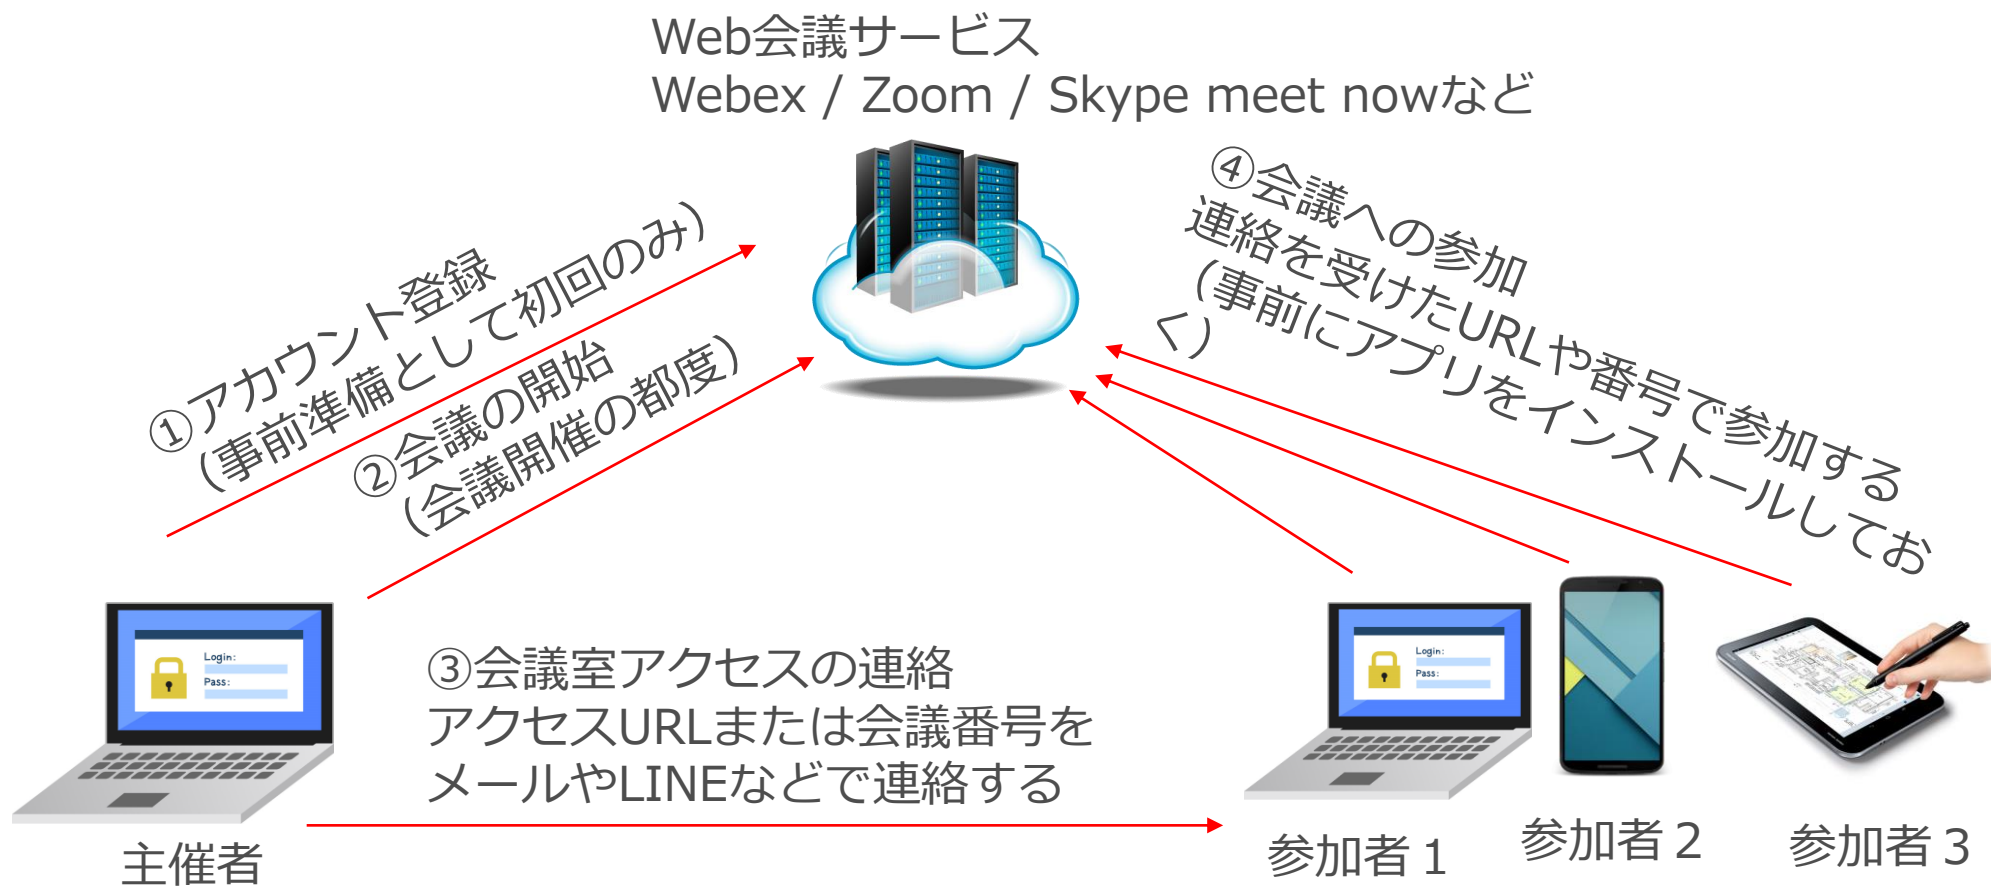 Web会議サービス
Webex / Zoom / Skype meet nowなど
①アカウント登録
（事前準備として初回のみ）
②会議の開始
（会議開催の都度）
④会議への参加
連絡を受けたURLや番号で参加する
（事前にアプリをインストールしてお
く）
③会議室アクセスの連絡
アクセスURLまたは会議番号を
メールやLINEなどで連絡する
Login:
Pass:
Login:
Pass:
主催者
参加者１
参加者２
参加者３